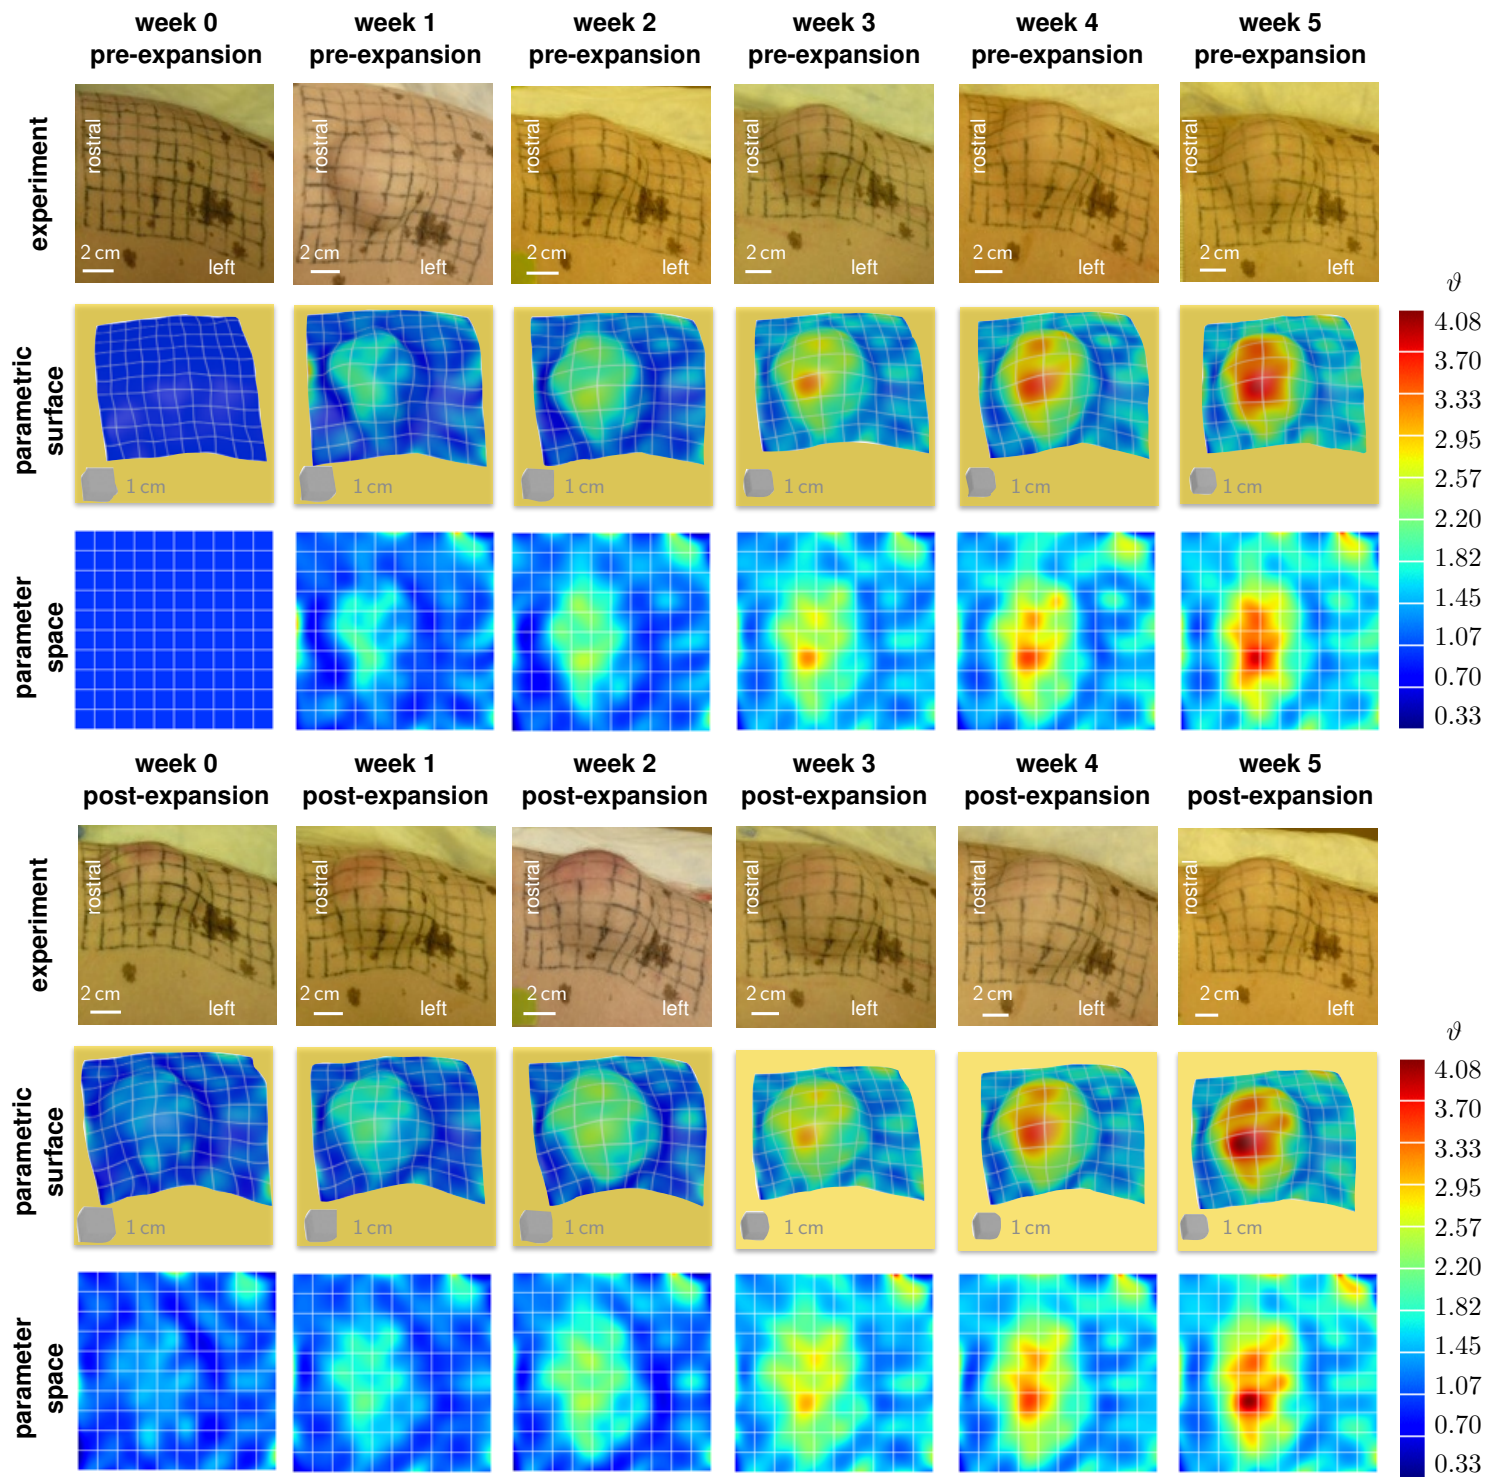 week 0 week 1 week 2 week 3 week 4 week 5
pre-expansion pre-expansion pre-expansion pre-expansion pre-expansion pre-expansion
experiment
rostral rostral rostral rostral rostral rostral
2 cm 2 cm 2 cm 2 cm 2 cm 2 cm
left left left left left left
parametric
surface
1 cm 1 cm 1 cm 1 cm 1 cm 1 cm
parameter
space
ϑ
4.08
3.70
3.33
2.95
2.57
2.20
1.82
1.45
1.07
0.70
0.33
week 0 week 1 week 2 week 3 week 4 week 5
post-expansion post-expansion post-expansion post-expansion post-expansion post-expansion
experiment
rostral rostral rostral rostral rostral rostral
2 cm 2 cm 2 cm 2 cm 2 cm 2 cm
left left left left left left
parametric
surface
1 cm 1 cm 1 cm 1 cm 1 cm 1 cm
parameter
space
ϑ
4.08
3.70
3.33
2.95
2.57
2.20
1.82
1.45
1.07
0.70
0.33